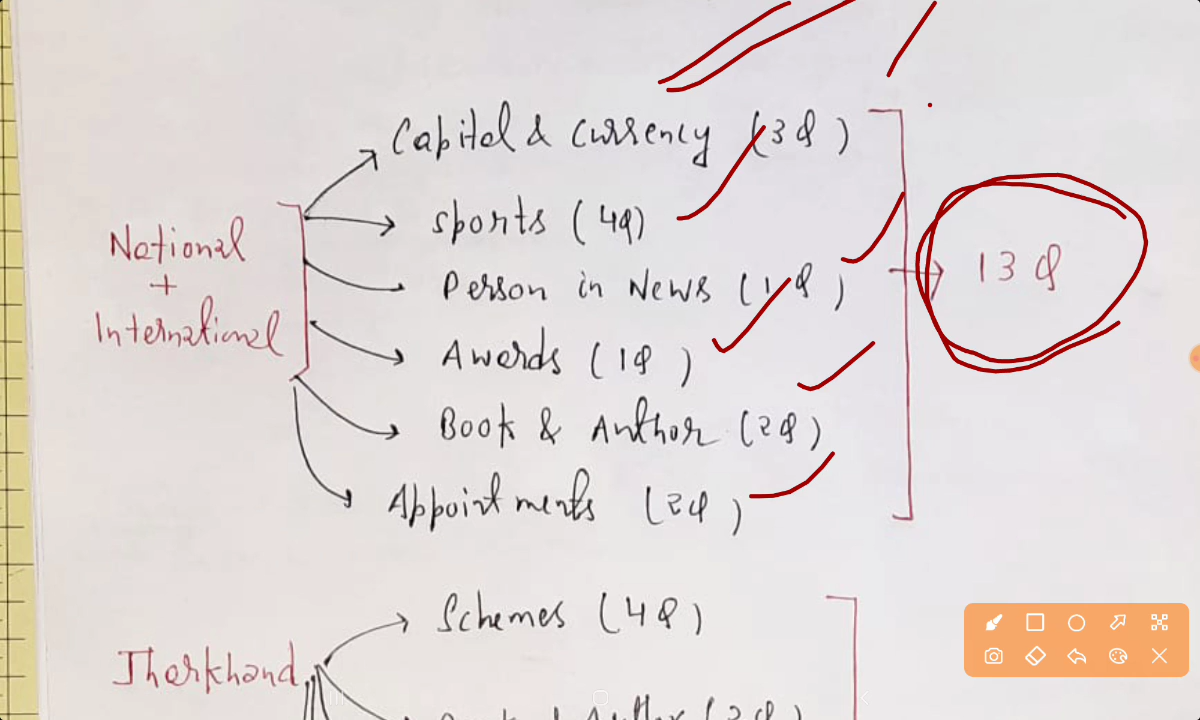 Capital & Currency (3Q)
Sports (4Q)
Person in News (1Q)
National
+
International
Awards (1Q)
Book & Author (2Q)
Appointments (2Q)
→ 13Q
Schemes (4Q)
Jharkhand